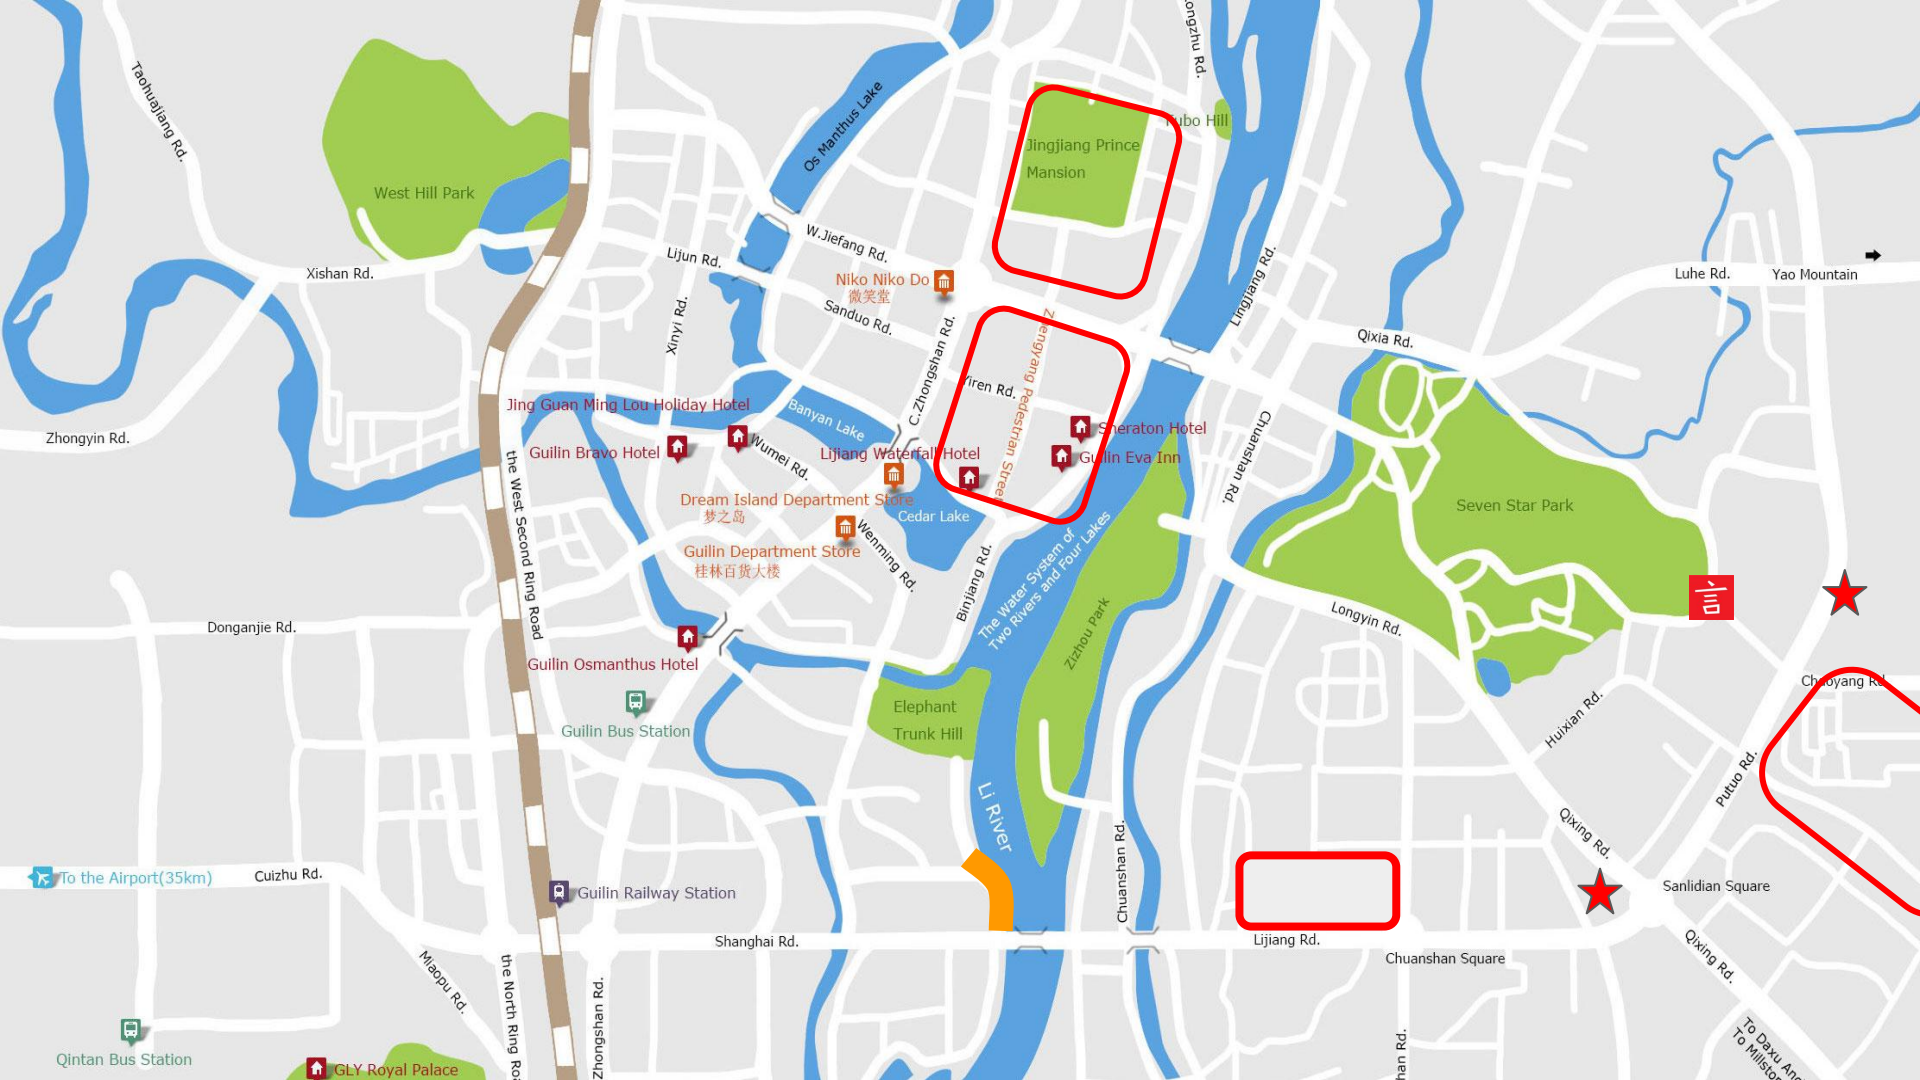 Taohuajiang Rd.
West Hill Park
Xishan Rd.
Zhongyin Rd.
Os Manthus Lake
W.Jiefang Rd.
Lijun Rd.
Xinyi Rd.
Niko Niko Do
微笑堂
Sanduo Rd.
C.Zhongshan Rd.
Jingjiang Prince
Mansion
Fubo Hill
Lingjiang Rd.
Luhe Rd.
Yao Mountain
Qixia Rd.
Yiren Rd.
Zhengyang Pedestrian Street
Jing Guan Ming Lou Holiday Hotel
Banyan Lake
Guilin Bravo Hotel
Wumei Rd.
Lijiang Waterfall Hotel
Sheraton Hotel
Guilin Eva Inn
Chuanshan Rd.
Dream Island Department Store
梦之岛
Cedar Lake
Guilin Department Store
桂林百货大楼
Wenming Rd.
Binjiang Rd.
The Water System of
Two Rivers and Four Lakes
Zizhou Park
Seven Star Park
言
Longyin Rd.
the West Second Ring Road
Donganjie Rd.
Guilin Osmanthus Hotel
Guilin Bus Station
Elephant
Trunk Hill
Li River
Huixian Rd.
Chaoyang Rd.
Putuo Rd.
Qixing Rd.
Chuanshan Rd.
To the Airport(35km)
Cuizhu Rd.
Guilin Railway Station
Sanlidian Square
Shanghai Rd.
Lijiang Rd.
Chuanshan Square
Qixing Rd.
Miaopu Rd.
the North Ring
Zhongshan Rd.
Qintan Bus Station
GLY Royal Palace